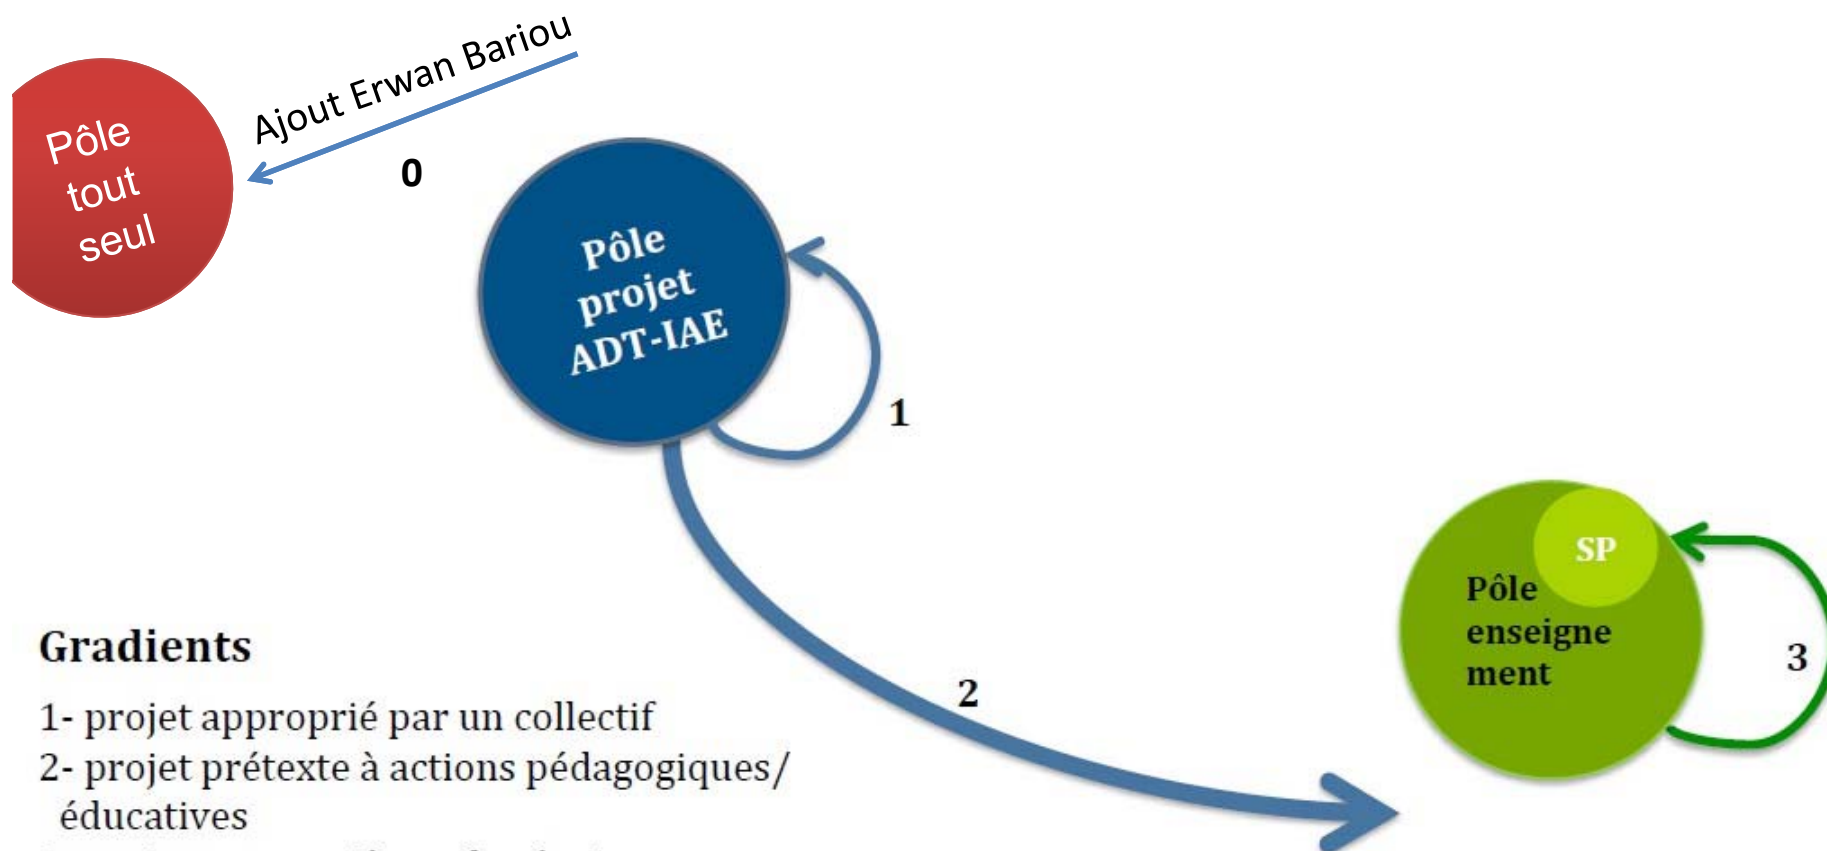 Ajout Erwan Bariou
Pôle
tout
seul
0
Pôle
projet
ADT-IAE
1
SP
Pôle
enseigne
ment
3
2
Gradients
1- projet approprié par un collectif
2- projet prétexte à actions pédagogiques/
éducatives